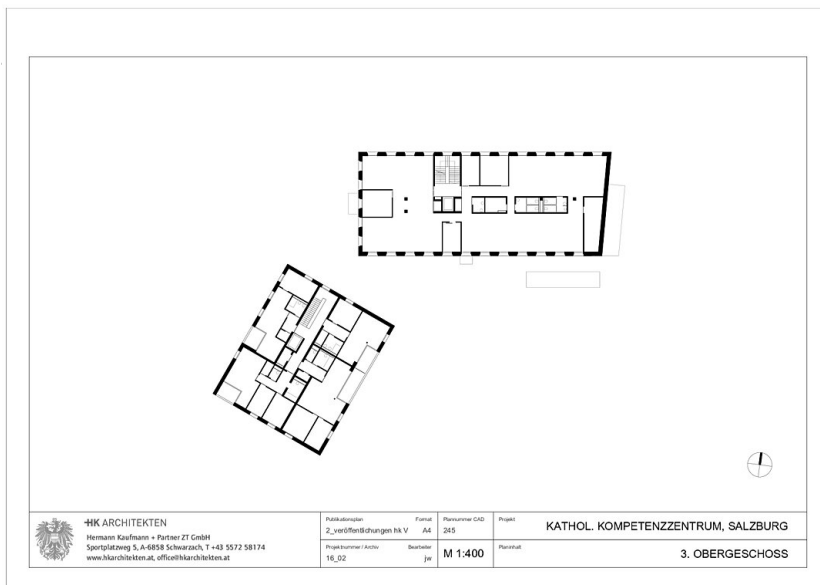 HK ARCHITEKTEN
Hermann Kaufmann + Partner ZT GmbH
Sportplatzweg 5, A-6858 Schwarzach, T +43 5572 58174
www.hkarchitekten.at, office@hkarchitekten.at
Publikationsplan Format
2_veröffentlichungen hk V A4
Projektnummer / Archiv Bearbeiter
16_02 jw
Plannummer CAD
245
M 1:400
Projekt
KATHOL. KOMPETENZZENTRUM, SALZBURG
Planinhalt
3. OBERGESCHOSS